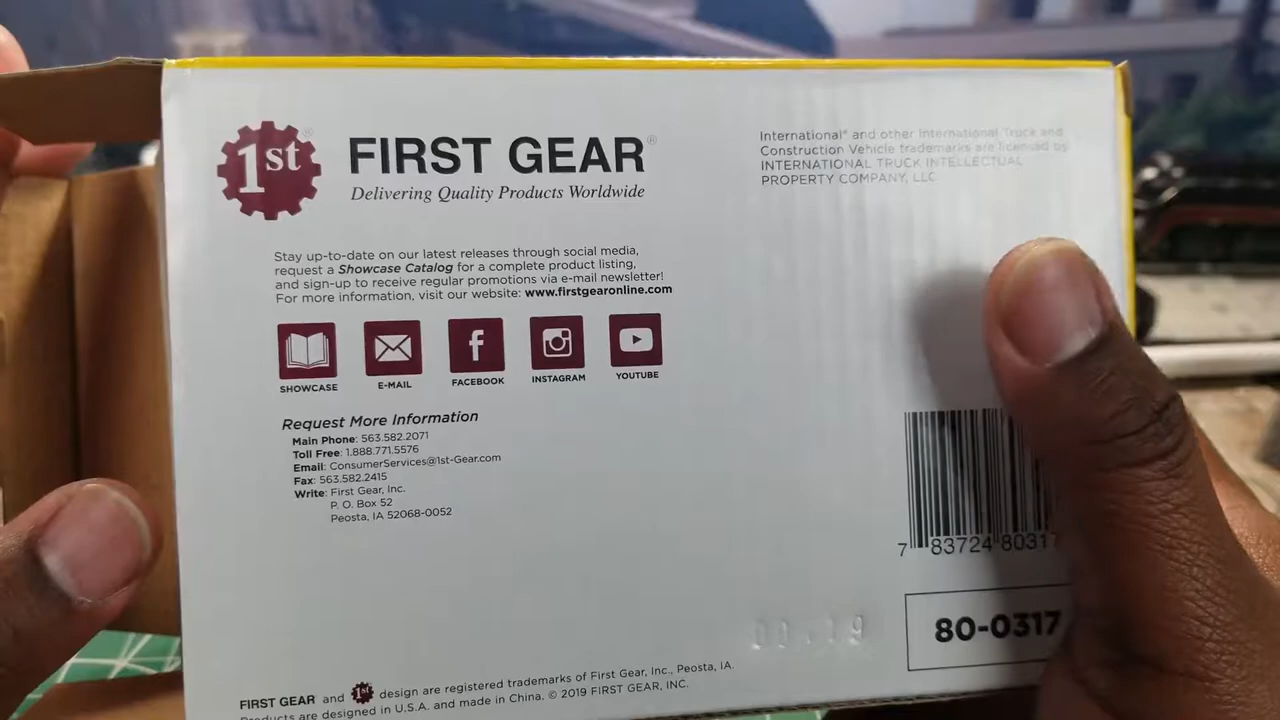 1st ® FIRST GEAR ®
Delivering Quality Products Worldwide
International® and other International Truck and
Construction Vehicle trademarks are licensed by
INTERNATIONAL TRUCK INTELLECTUAL
PROPERTY COMPANY, LLC
Stay up-to-date on our latest releases through social media,
request a Showcase Catalog for a complete product listing,
and sign-up to receive regular promotions via e-mail newsletter!
For more information, visit our website: www.firstgearonline.com
SHOWCASE E-MAIL FACEBOOK INSTAGRAM YOUTUBE
Request More Information
Main Phone: 563.582.2071
Toll Free: 1.888.771.5576
Email: ConsumerServices@1st-Gear.com
Fax: 563.582.2415
Write: First Gear, Inc.
P. O. Box 52
Peosta, IA 52068-0052
7 83724 80317
80-0317
FIRST GEAR and 1st design are registered trademarks of First Gear, Inc., Peosta, IA.
Products are designed in U.S.A. and made in China. © 2019 FIRST GEAR, INC.